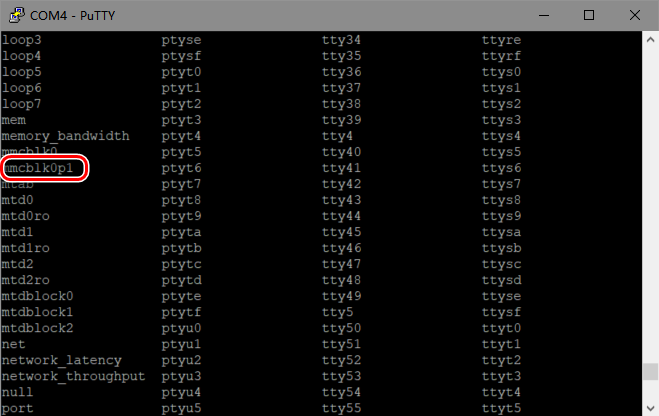 COM4 - PuTTY
loop3 ptyse tty34 ttyre
loop4 ptysf tty35 ttyrf
loop5 ptyt0 tty36 ttys0
loop6 ptyt1 tty37 ttys1
loop7 ptyt2 tty38 ttys2
mem ptyt3 tty39 ttys3
memory_bandwidth ptyt4 tty4 ttys4
mmcblk0 ptyt5 tty40 ttys5
mmcblk0p1 ptyt6 tty41 ttys6
mtab ptyt7 tty42 ttys7
mtd0 ptyt8 tty43 ttys8
mtd0ro ptyt9 tty44 ttys9
mtd1 ptyta tty45 ttysa
mtd1ro ptytb tty46 ttysb
mtd2 ptytc tty47 ttysc
mtd2ro ptytd tty48 ttysd
mtdblock0 ptyte tty49 ttyse
mtdblock1 ptytf tty5 ttysf
mtdblock2 ptyu0 tty50 ttyt0
net ptyu1 tty51 ttyt1
network_latency ptyu2 tty52 ttyt2
network_throughput ptyu3 tty53 ttyt3
null ptyu4 tty54 ttyt4
port ptyu5 tty55 ttyt5